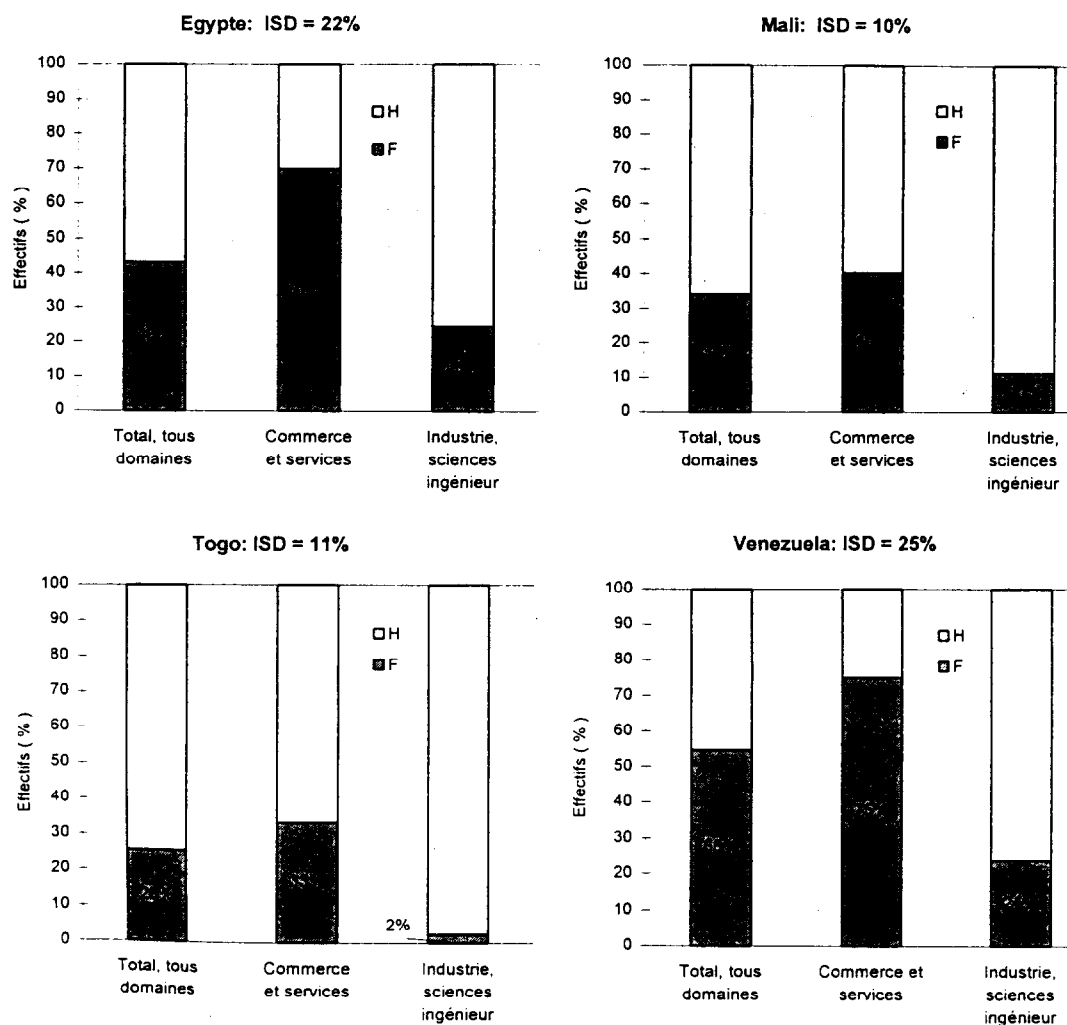 Egypte: ISD = 22%
100
90
80
70
60
50
40
30
20
10
0
Effectifs ( % )
H
F
Total, tous
domaines
Commerce
et services
Industrie,
sciences
ingénieur
Mali: ISD = 10%
100
90
80
70
60
50
40
30
20
10
0
Effectifs ( % )
H
F
Total, tous
domaines
Commerce
et services
Industrie,
sciences
ingénieur
Togo: ISD = 11%
100
90
80
70
60
50
40
30
20
10
0
Effectifs ( % )
H
F
2%
Total, tous
domaines
Commerce
et services
Industrie,
sciences
ingénieur
Venezuela: ISD = 25%
100
90
80
70
60
50
40
30
20
10
0
Effectifs ( % )
H
F
Total, tous
domaines
Commerce et
services
Industrie,
sciences
ingénieur